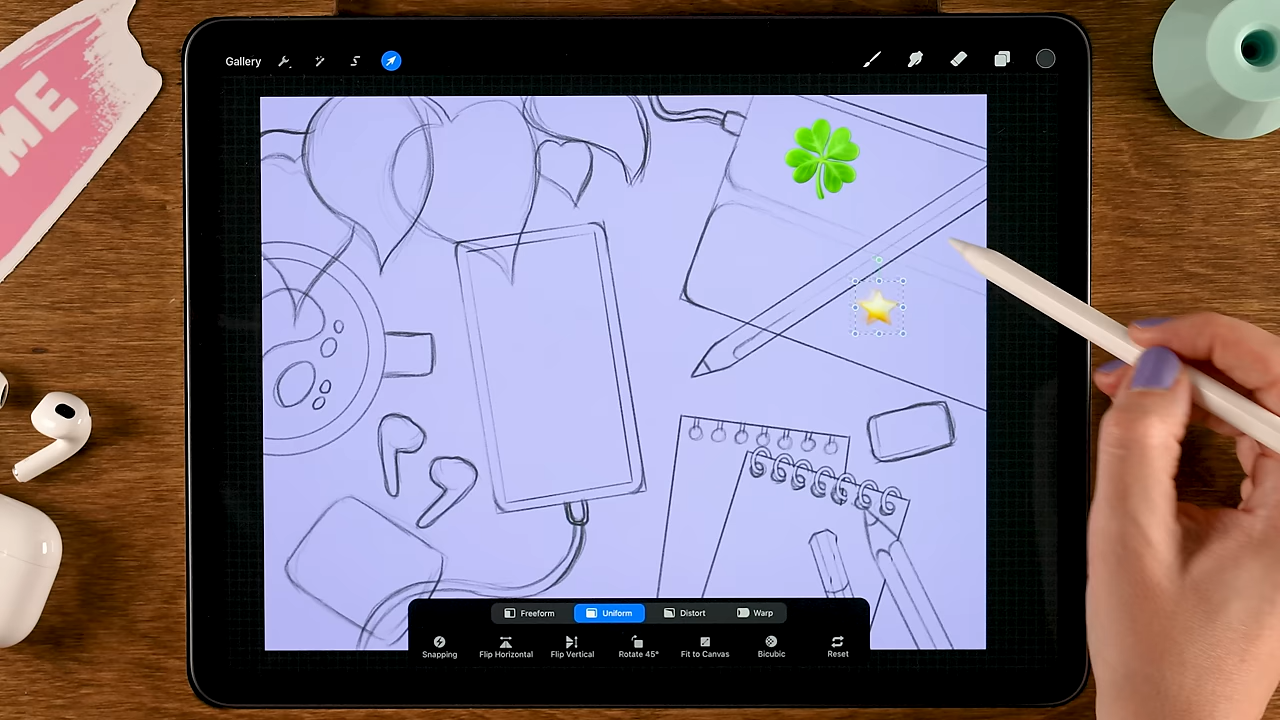 ME
Gallery
Freeform Uniform Distort Warp
Snapping Flip Horizontal Flip Vertical Rotate 45° Fit to Canvas Bicubic Reset